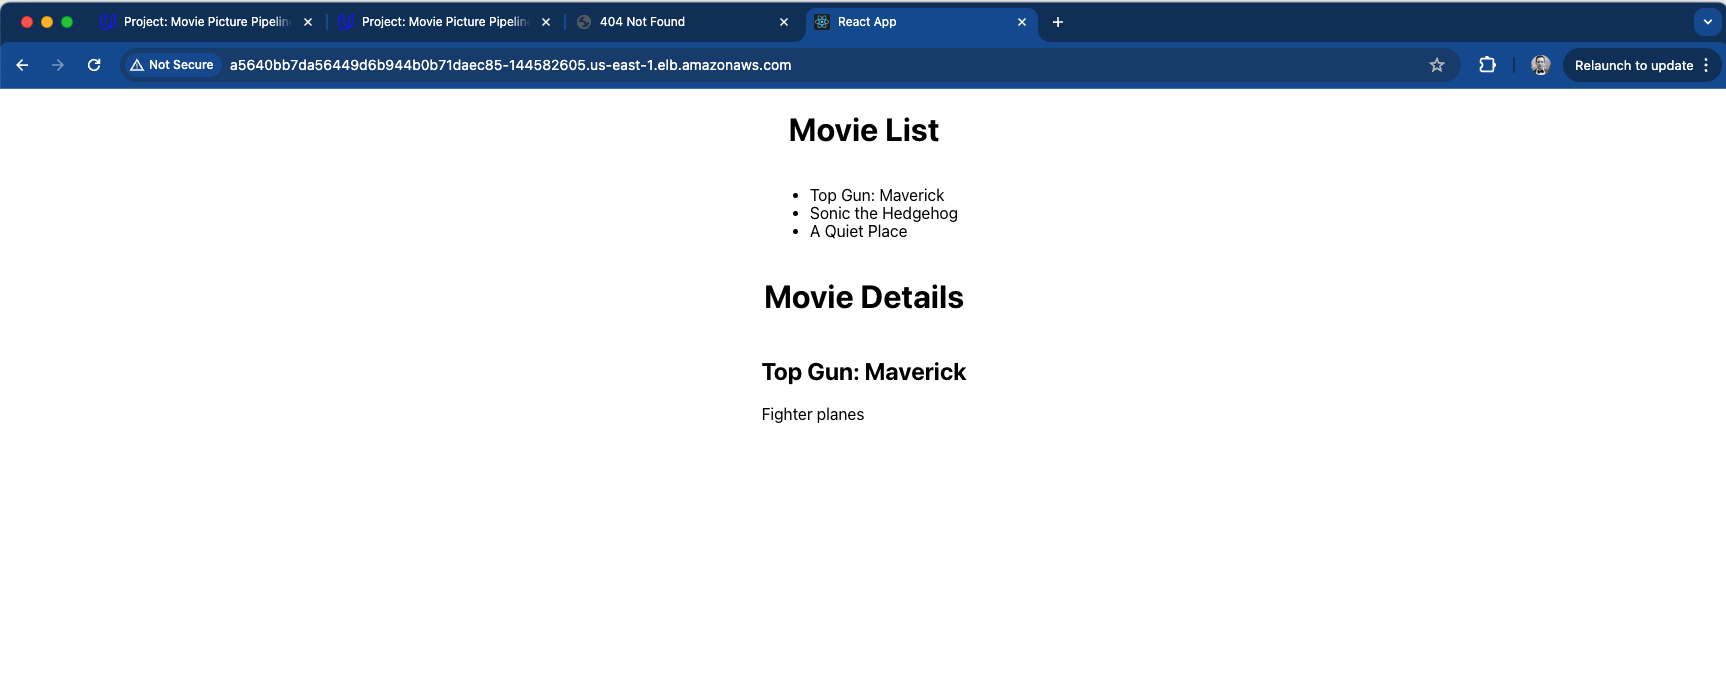 Project: Movie Picture Pipelin
Project: Movie Picture Pipelin
404 Not Found
React App
Not Secure
a5640bb7da56449d6b944b0b71daec85-144582605.us-east-1.elb.amazonaws.com
Relaunch to update
Movie List
• Top Gun: Maverick
• Sonic the Hedgehog
• A Quiet Place
Movie Details
Top Gun: Maverick
Fighter planes